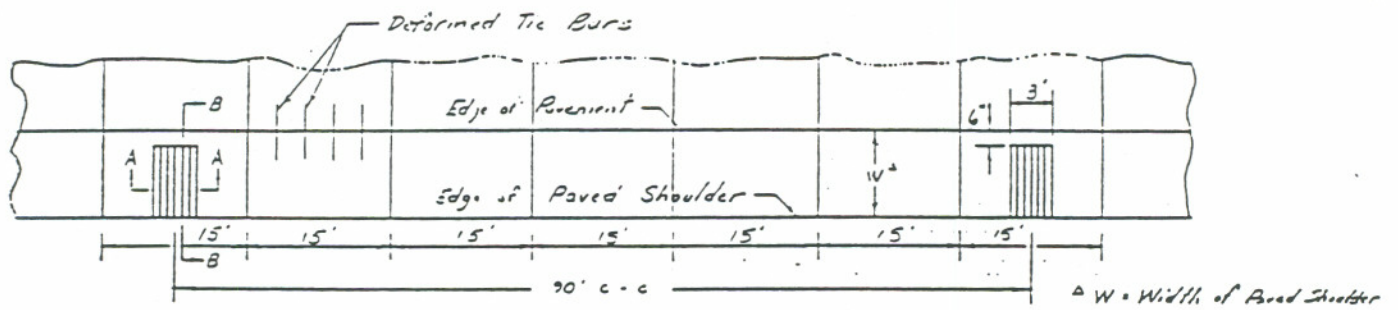 Deformed Tie Bars
B
Edge of Pavement
6"
3'
A
A
W△
Edge of Paved Shoulder
15'
15'
15'
15'
15'
15'
15'
B
90' c-c
△ W = Width of Paved Shoulder